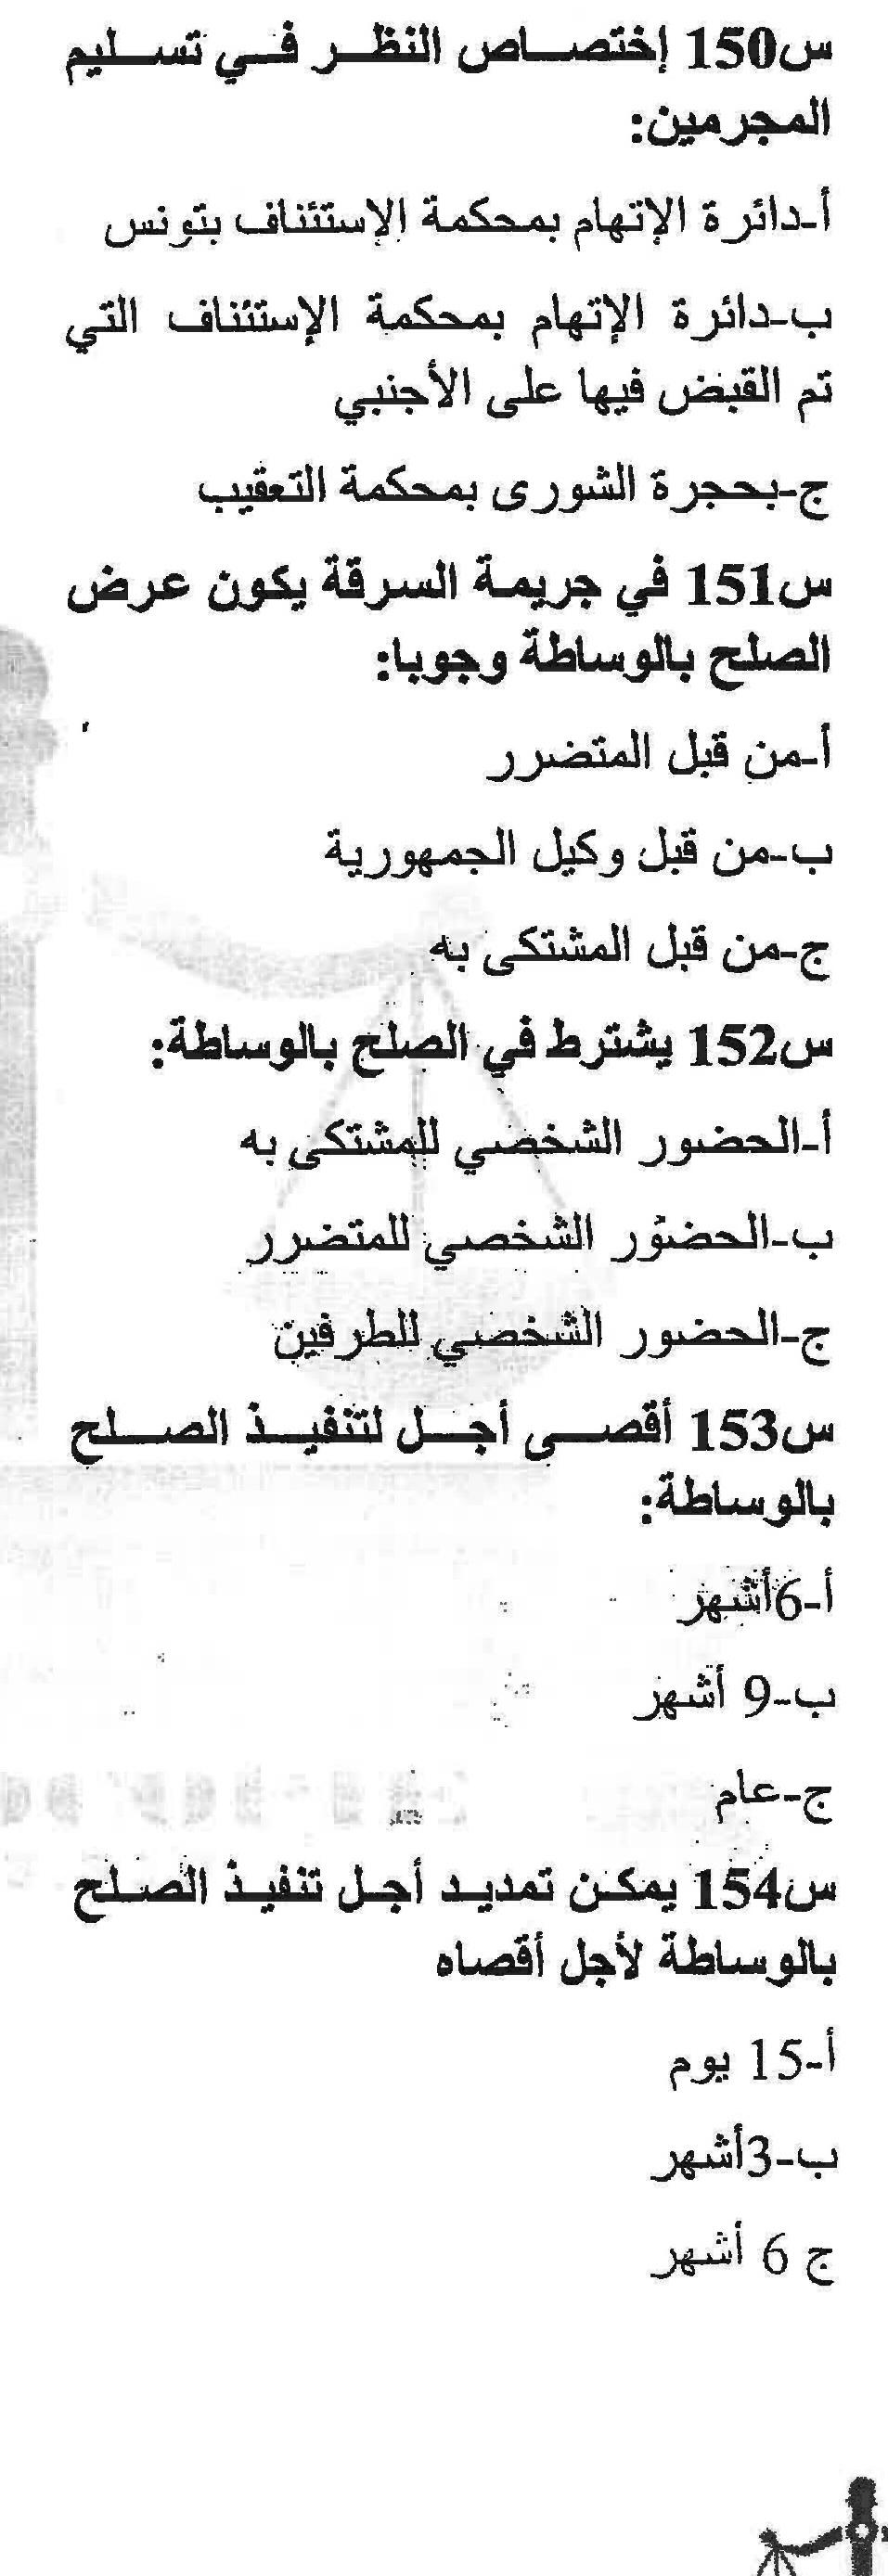 س150 إختصاص النظر في تسليم
المجرمين:
أ-دائرة الإتهام بمحكمة الإستئناف بتونس
ب-دائرة الإتهام بمحكمة الإستئناف التي
تم القبض فيها على الأجنبي
ج-بحجرة الشورى بمحكمة التعقيب
س151 في جريمة السرقة يكون عرض
الصلح بالوساطة وجوبا:
أ-من قبل المتضرر
ب-من قبل وكيل الجمهورية
ج-من قبل المشتكى به
س152 يشترط في الصلح بالوساطة:
أ-الحضور الشخصي للمشتكى به
ب-الحضور الشخصي للمتضرر
ج-الحضور الشخصي للطرفين
س153 أقصى أجل لتنفيذ الصلح
بالوساطة:
أ-6أشهر
ب-9 أشهر
ج-عام
س154 يمكن تمديد أجل تنفيذ الصلح
بالوساطة لأجل أقصاه
أ-15 يوم
ب-3أشهر
ج 6 أشهر